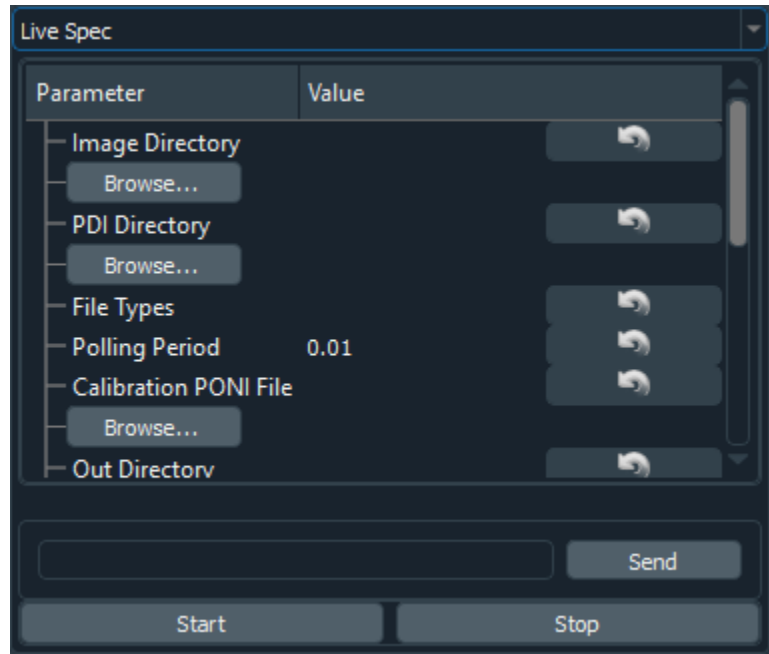 Live Spec
Parameter Value
Image Directory
Browse...
PDI Directory
Browse...
File Types
Polling Period 0.01
Calibration PONI File
Browse...
Out Directory
Send
Start Stop